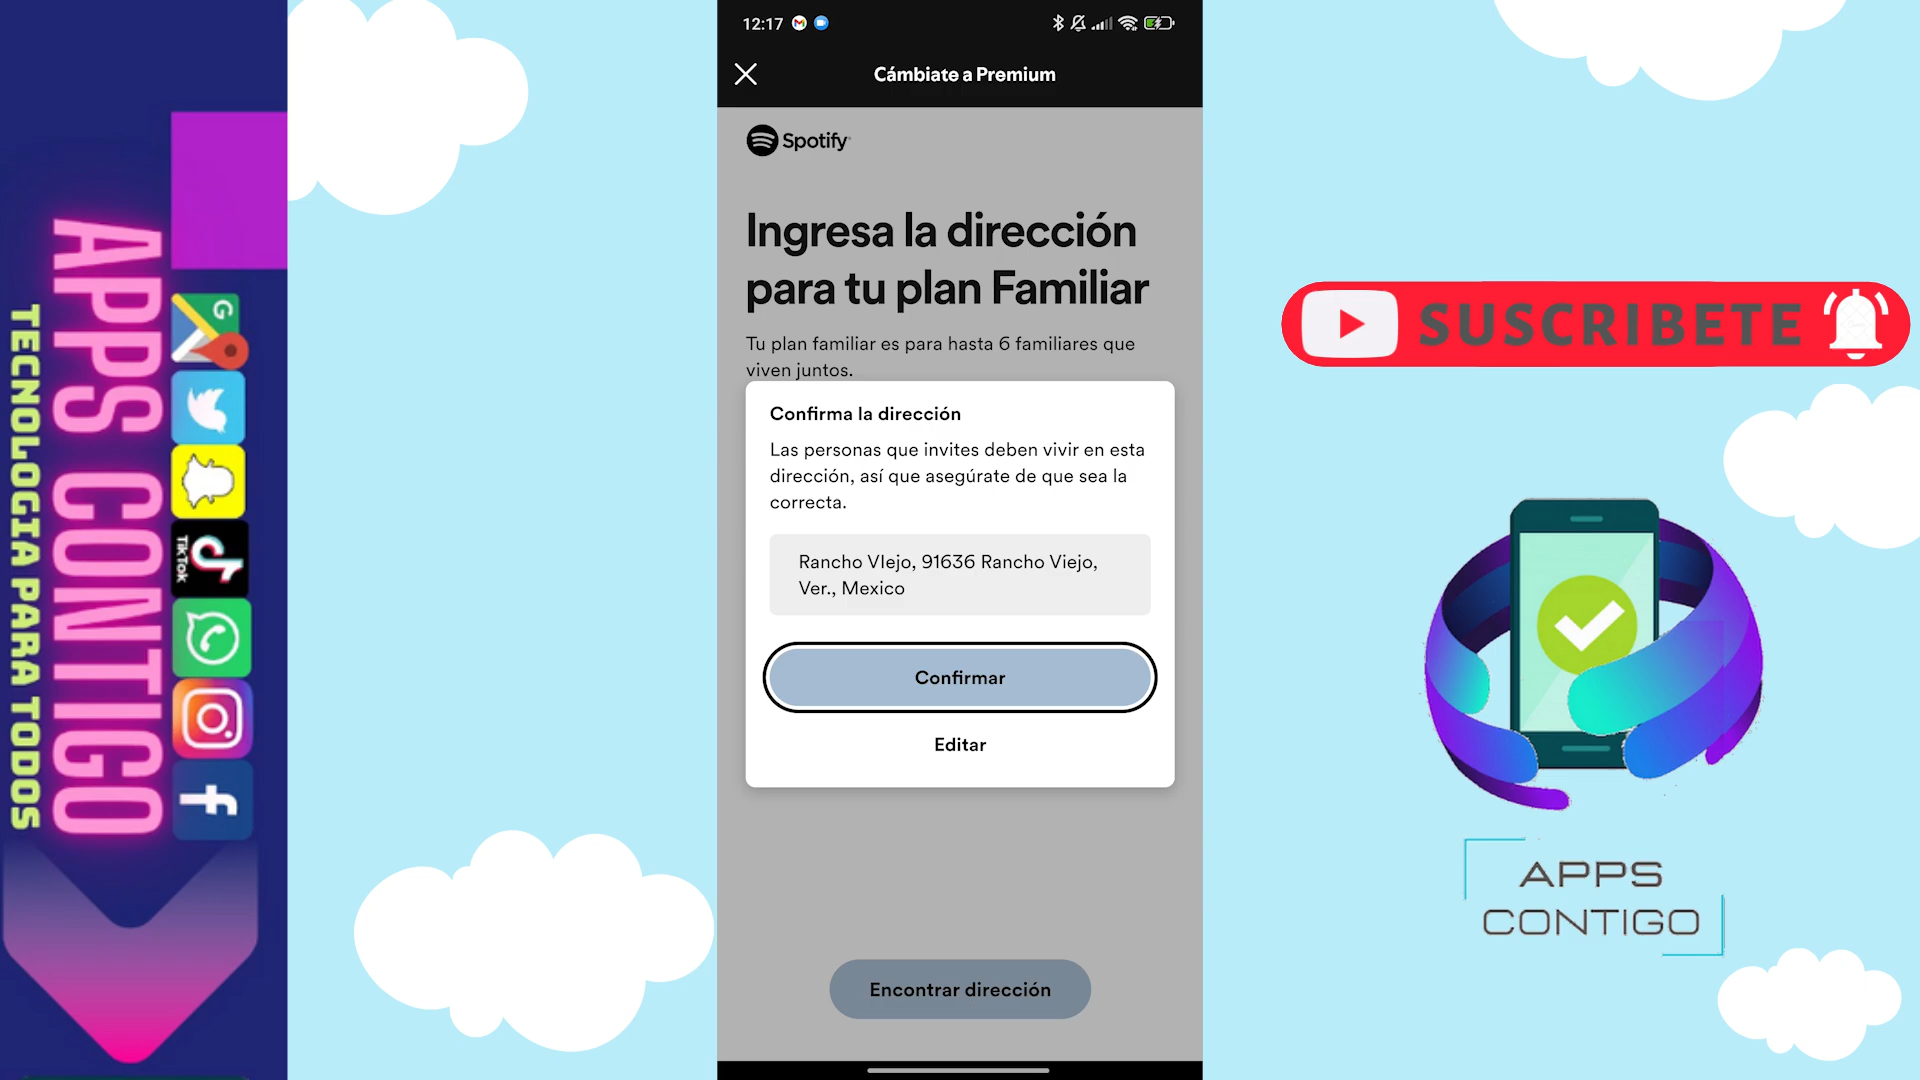 TECNOLOGIA PARA TODOS
APPS CONTIGO
G
TikTok
f
12:17
Cámbiate a Premium
Spotify
Ingresa la dirección
para tu plan Familiar
Tu plan familiar es para hasta 6 familiares que
viven juntos.
Confirma la dirección
Las personas que invites deben vivir en esta
dirección, así que asegúrate de que sea la
correcta.
Rancho VIejo, 91636 Rancho Viejo,
Ver., Mexico
Confirmar
Editar
Encontrar dirección
SUSCRIBETE
APPS
CONTIGO